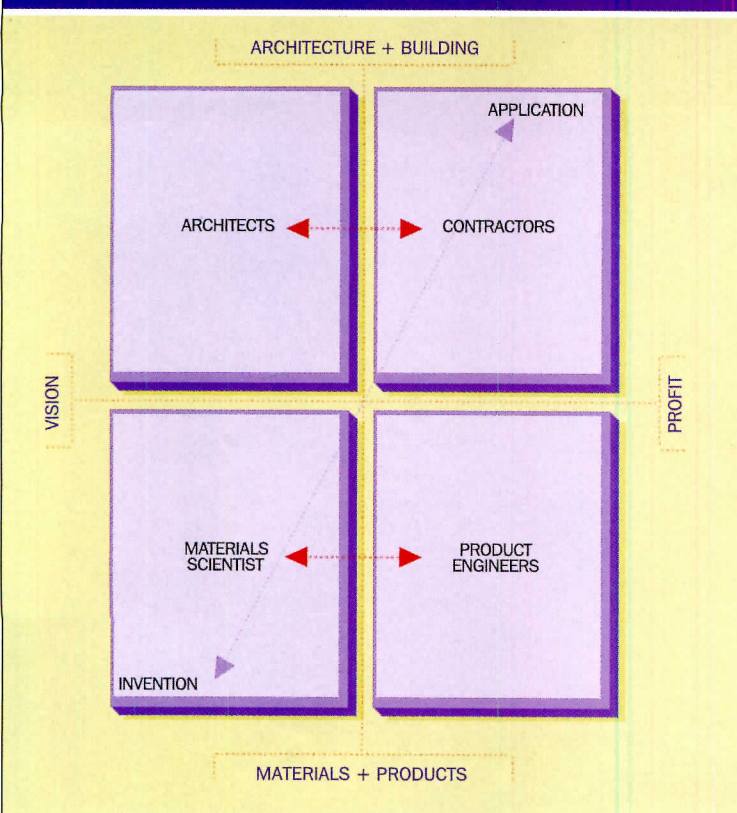 ARCHITECTURE + BUILDING
APPLICATION
ARCHITECTS
CONTRACTORS
VISION
PROFIT
MATERIALS
SCIENTIST
PRODUCT
ENGINEERS
INVENTION
MATERIALS + PRODUCTS